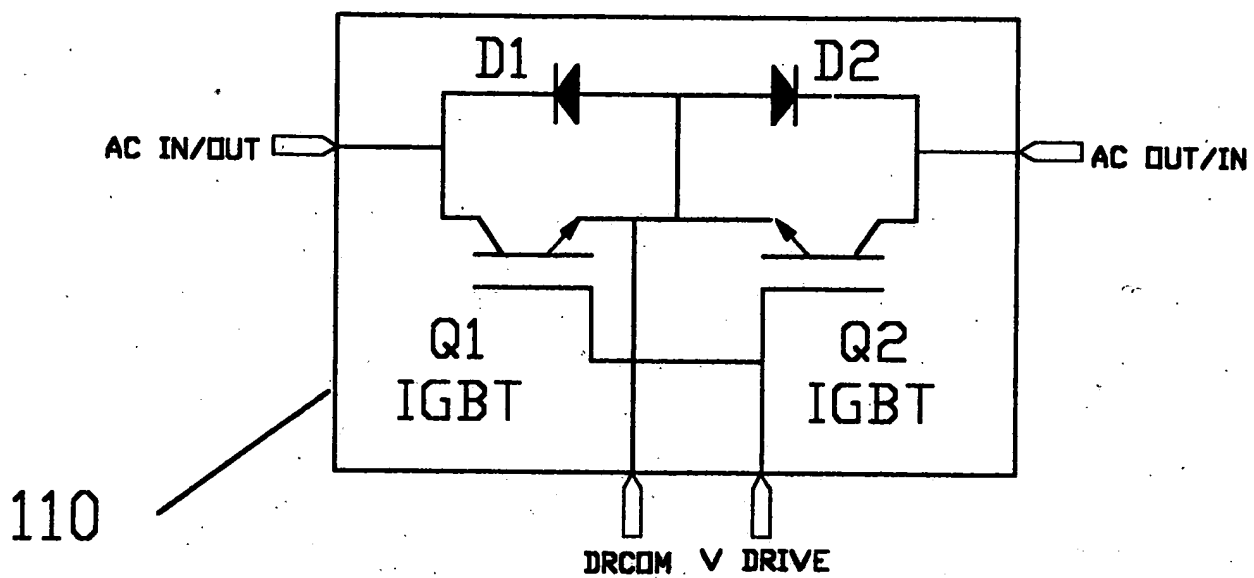 D1
D2
AC IN/OUT
AC OUT/IN
Q1
IGBT
Q2
IGBT
110
DRCOM
V DRIVE